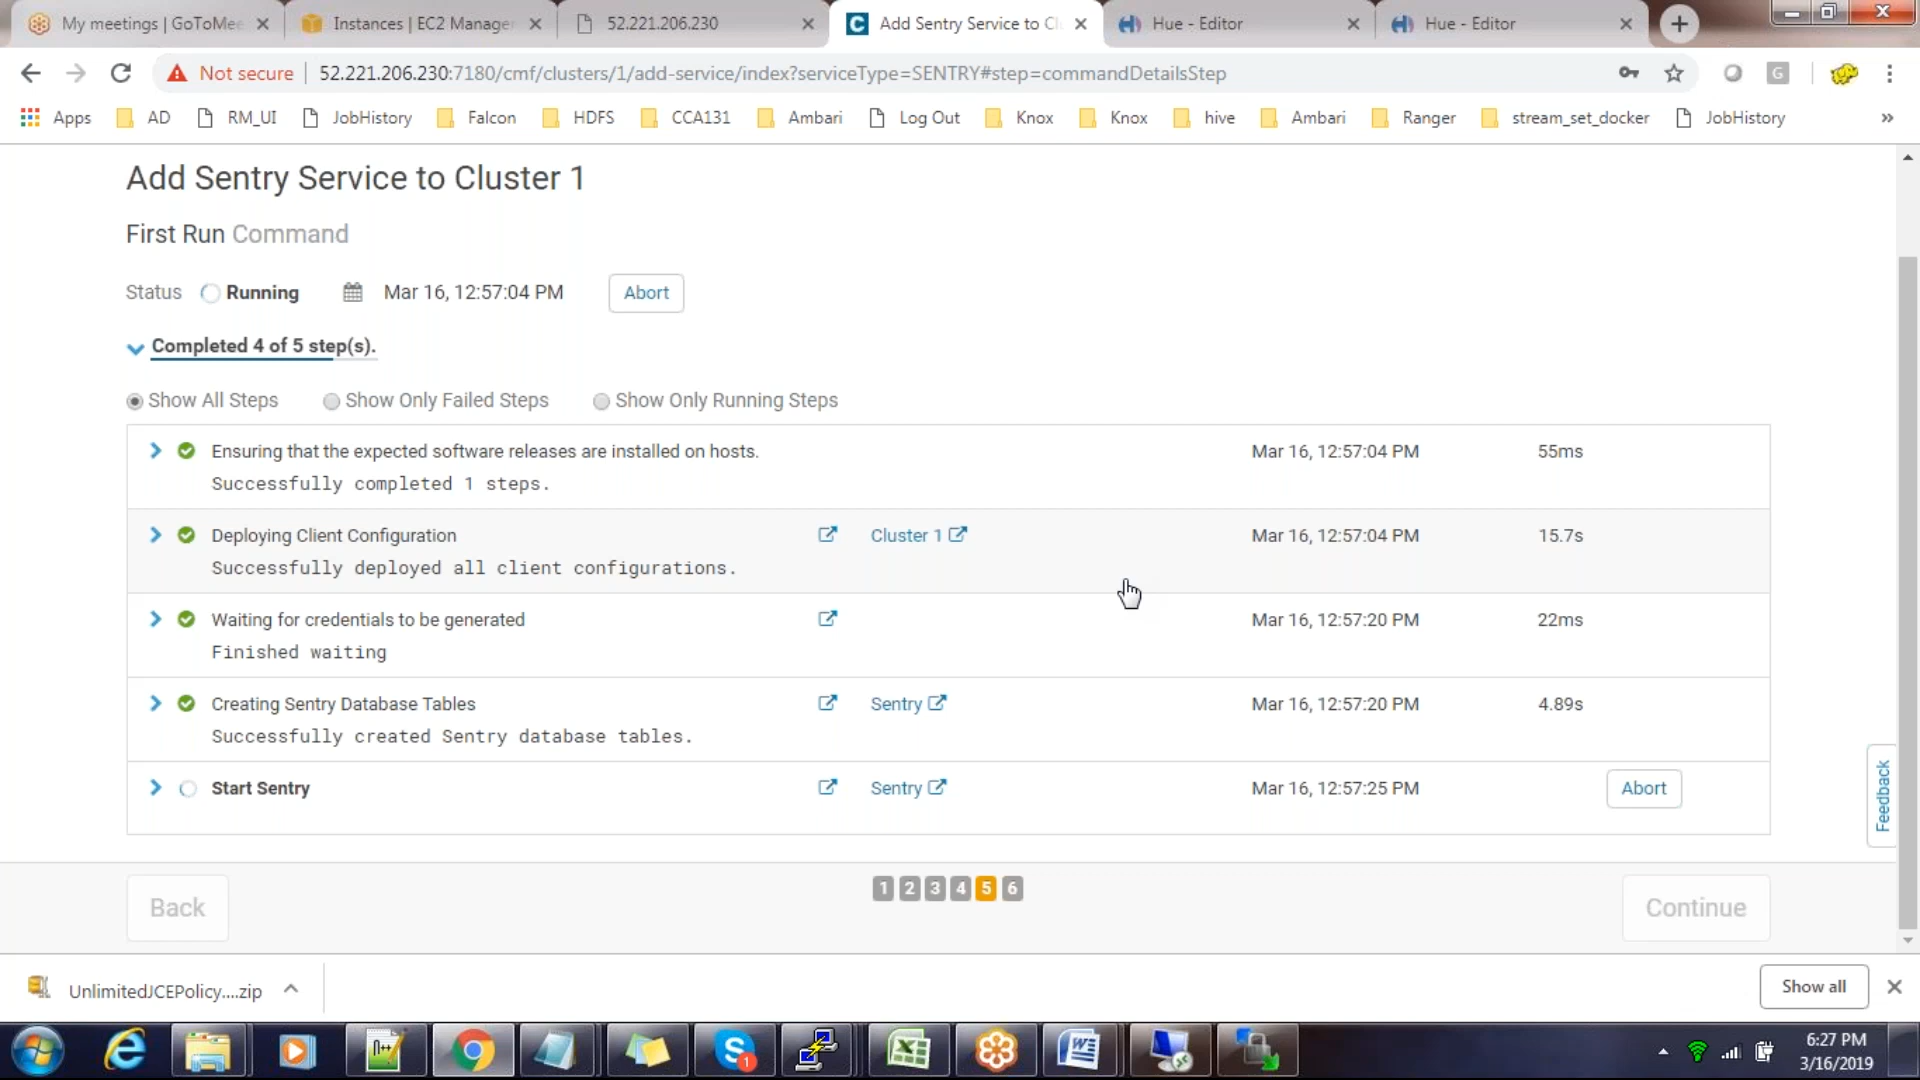 My meetings | GoToMee
Instances | EC2 Manager
52.221.206.230
Add Sentry Service to Cl
Hue - Editor
Hue - Editor
Not secure
52.221.206.230:7180/cmf/clusters/1/add-service/index?serviceType=SENTRY#step=commandDetailsStep
G
Apps
AD
RM_UI
JobHistory
Falcon
HDFS
CCA131
Ambari
Log Out
Knox
Knox
hive
Ambari
Ranger
stream_set_docker
JobHistory
»
Add Sentry Service to Cluster 1
First Run Command
Status Running Mar 16, 12:57:04 PM Abort
Completed 4 of 5 step(s).
Show All Steps Show Only Failed Steps Show Only Running Steps
Ensuring that the expected software releases are installed on hosts. Mar 16, 12:57:04 PM 55ms
Successfully completed 1 steps.
Deploying Client Configuration Cluster 1 Mar 16, 12:57:04 PM 15.7s
Successfully deployed all client configurations.
Waiting for credentials to be generated Mar 16, 12:57:20 PM 22ms
Finished waiting
Creating Sentry Database Tables Sentry Mar 16, 12:57:20 PM 4.89s
Successfully created Sentry database tables.
Start Sentry Sentry Mar 16, 12:57:25 PM Abort
Feedback
Back 1 2 3 4 5 6 Continue
UnlimitedJCEPolicy....zip
Show all
6:27 PM
3/16/2019